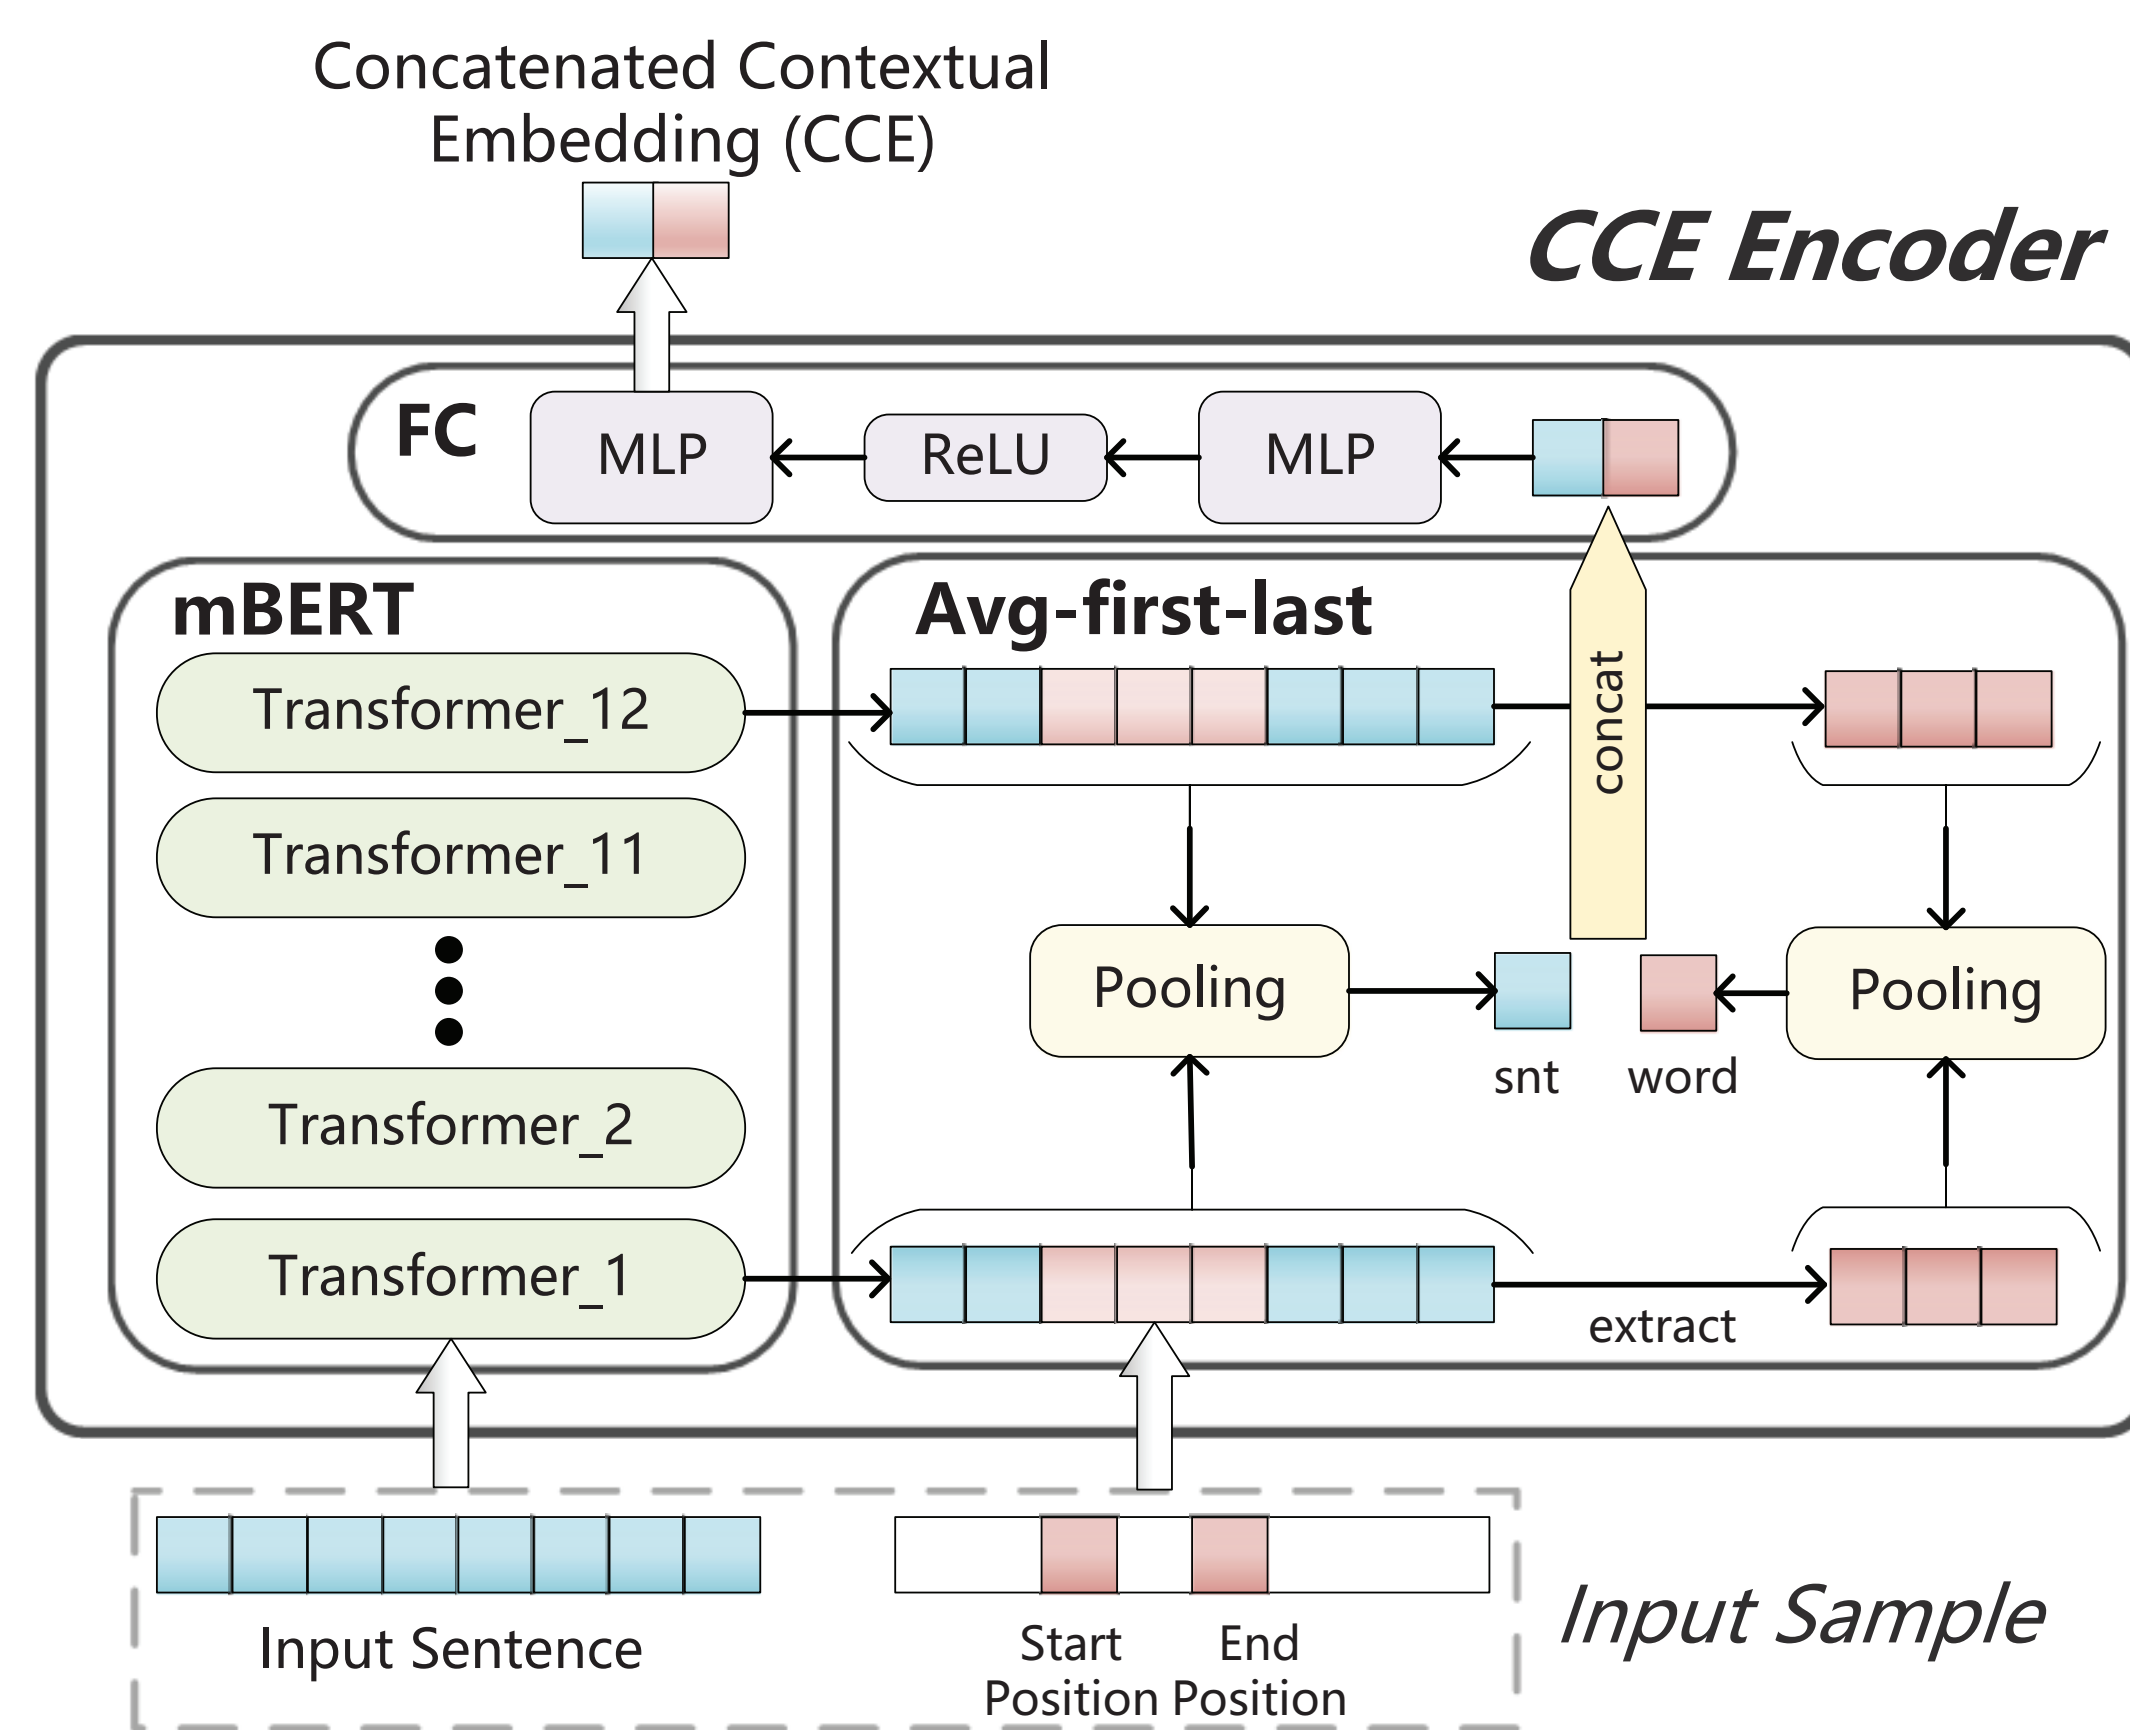 Concatenated Contextual
Embedding (CCE)
CCE Encoder
FC
MLP
ReLU
MLP
mBERT
Avg-first-last
Transformer_12
Transformer_11
Transformer_2
Transformer_1
concat
Pooling
Pooling
snt
word
extract
Input Sentence
Start
Position
End
Position
Input Sample